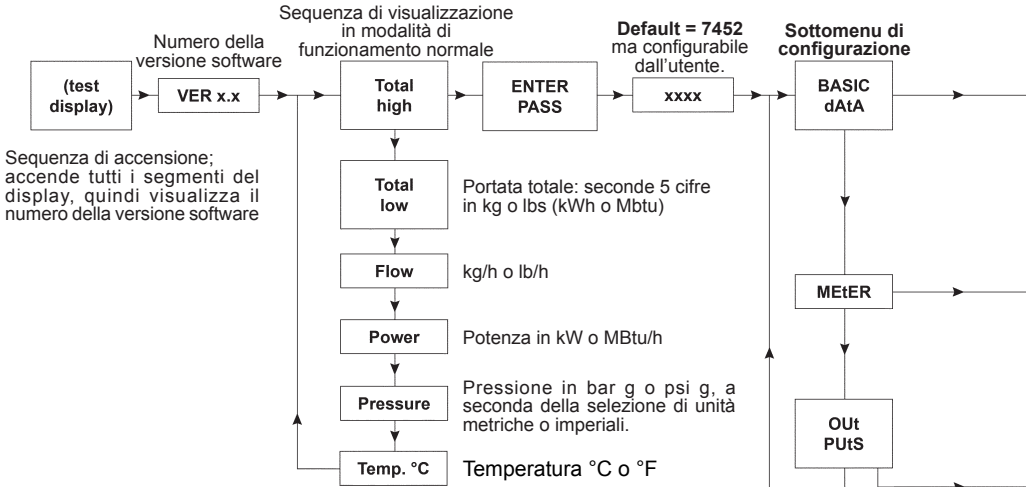 Sequenza di visualizzazione
in modalità di
funzionamento normale
Numero della
versione software
Default = 7452
ma configurabile
dall'utente.
Sottomenu di
configurazione
(test
display)
VER x.x
Total
high
ENTER
PASS
xxxx
BASIC
dAtA
Sequenza di accensione;
accende tutti i segmenti del
display, quindi visualizza il
numero della versione software
Total
low
Portata totale: seconde 5 cifre
in kg o lbs (kWh o Mbtu)
Flow
kg/h o lb/h
MEtER
Power
Potenza in kW o MBtu/h
Pressure
Pressione in bar g o psi g, a
seconda della selezione di unità
metriche o imperiali.
OUt
PUtS
Temp. °C
Temperatura °C o °F